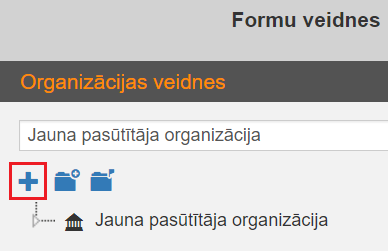 Formu veidnes
Organizācijas veidnes
Jauna pasūtītāja organizācija
Jauna pasūtītāja organizācija